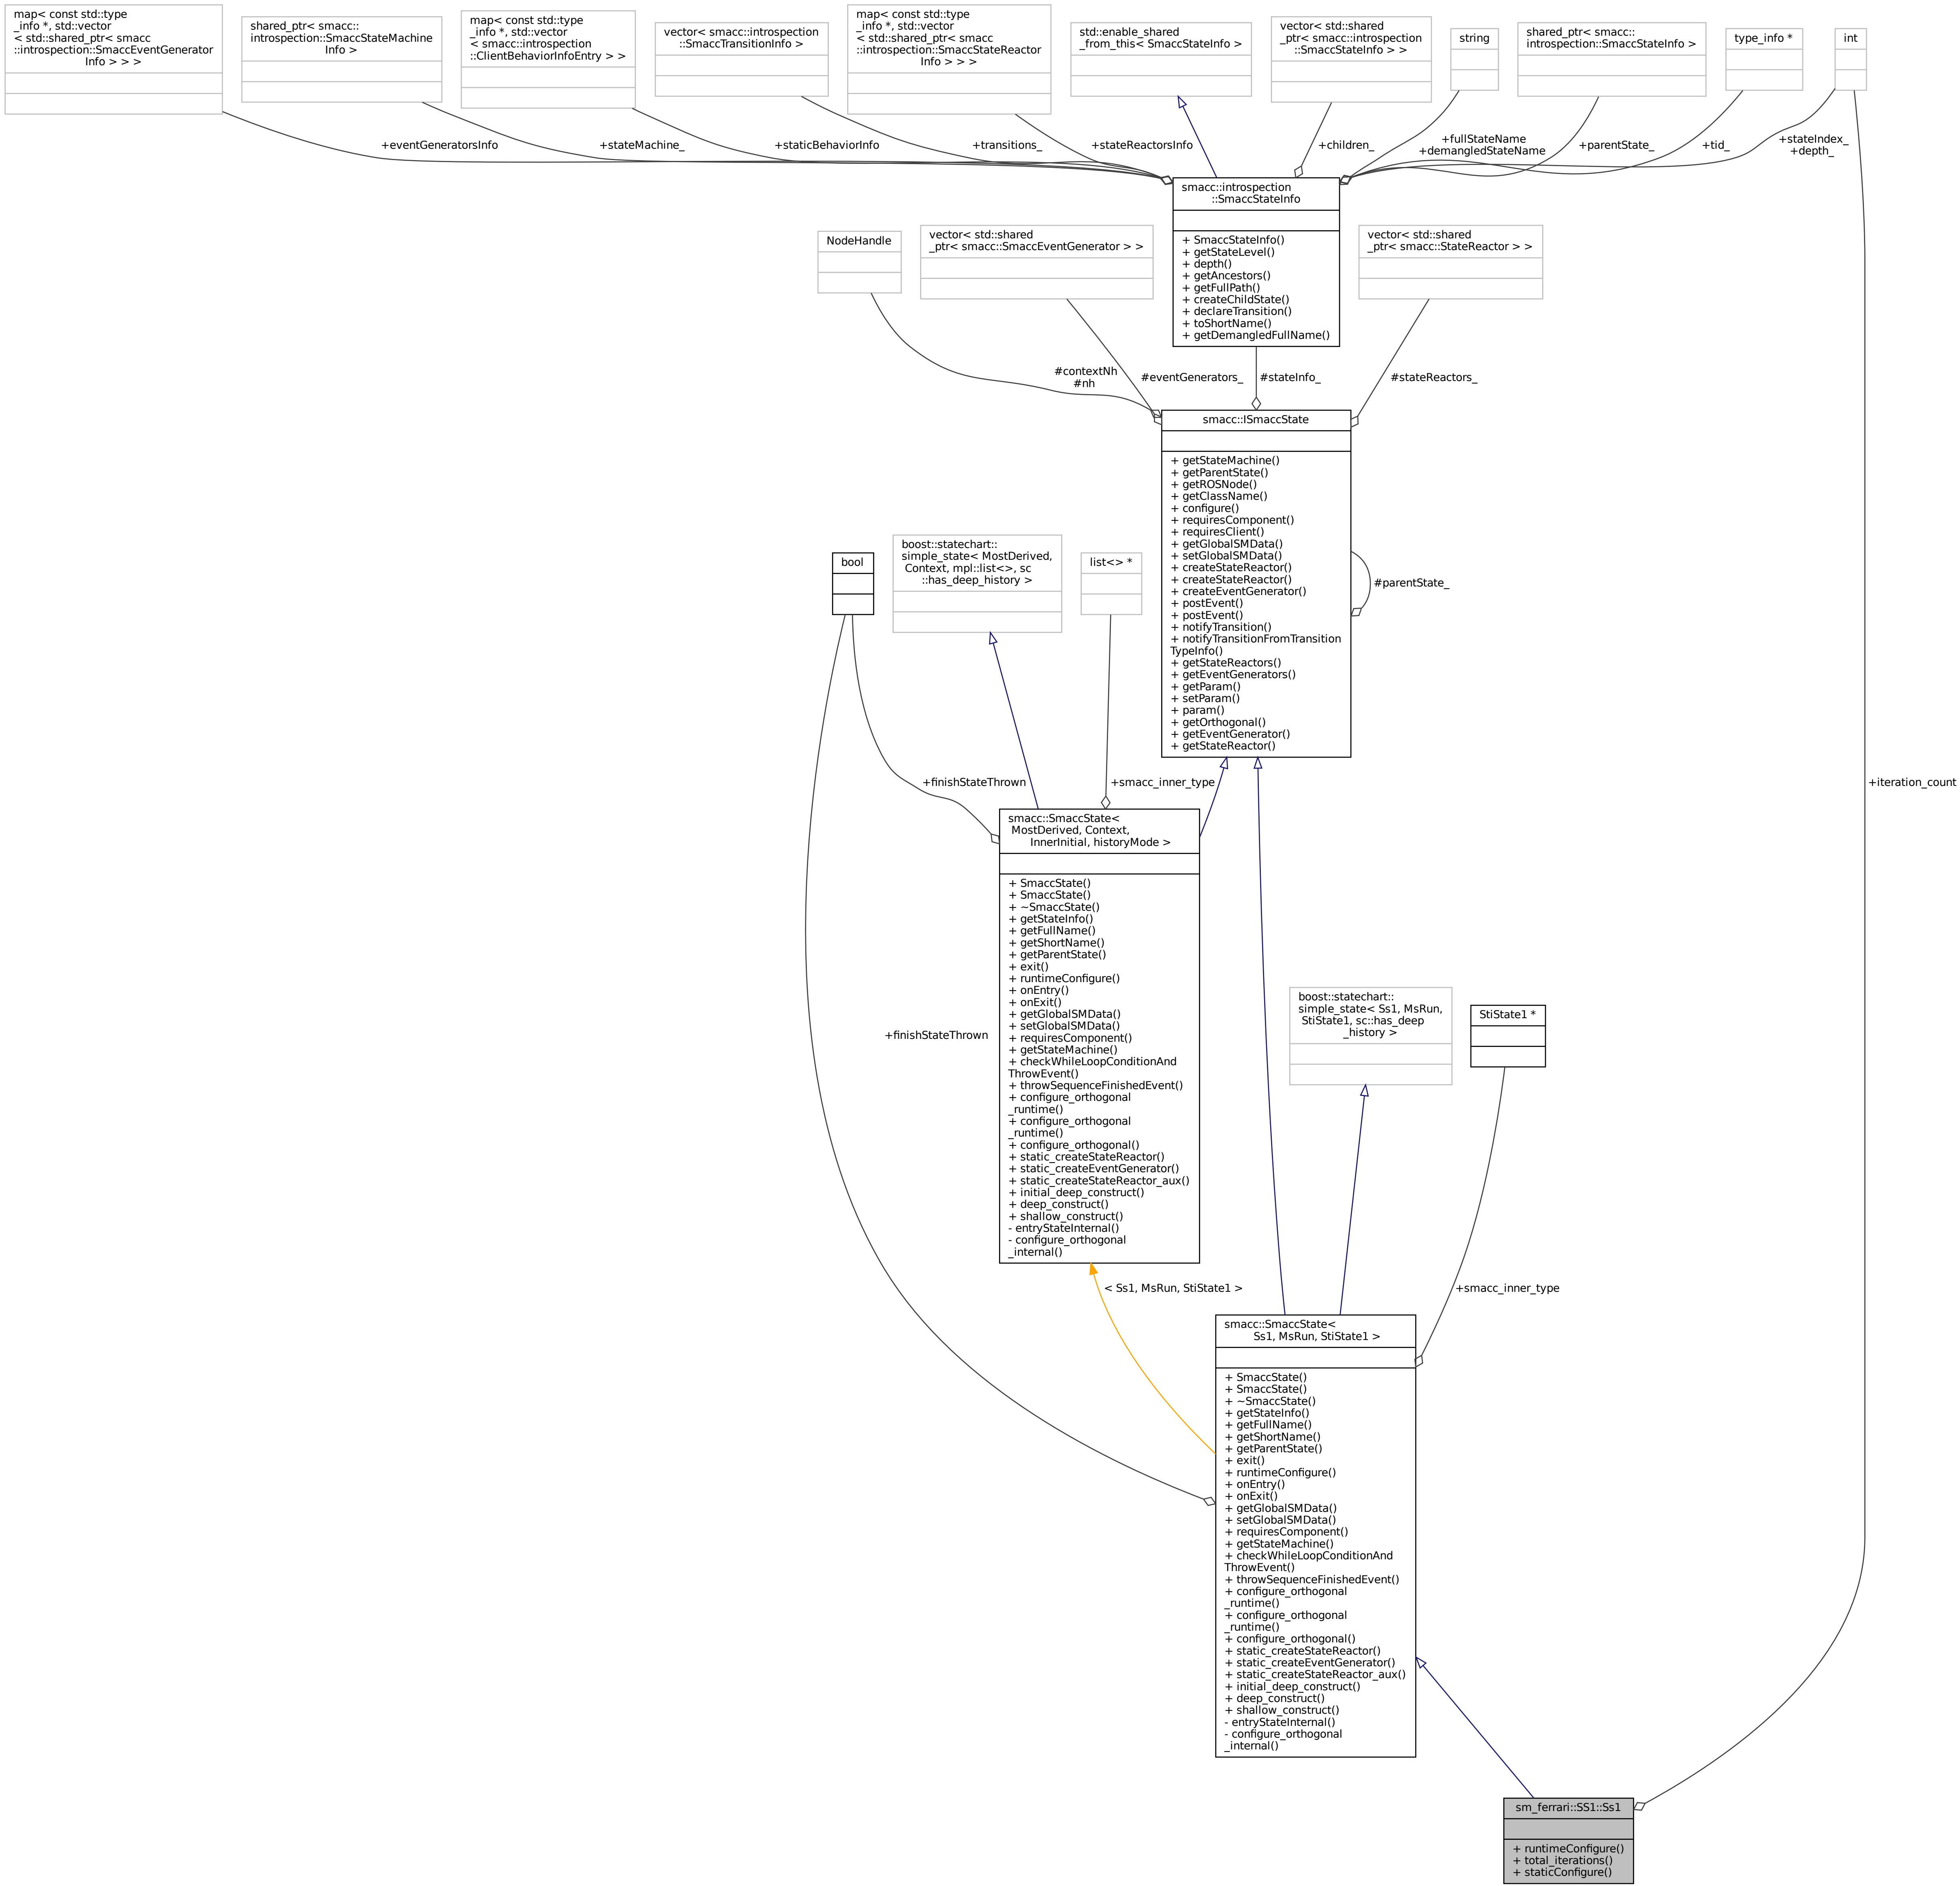 map< const std::type
_info *, std::vector
< std::shared_ptr< smacc
::introspection::SmaccEventGenerator
Info > > >
shared_ptr< smacc::
introspection::SmaccStateMachine
Info >
map< const std::type
_info *, std::vector
< smacc::introspection
::ClientBehaviorInfoEntry > >
vector< smacc::introspection
::SmaccTransitionInfo >
map< const std::type
_info *, std::vector
< std::shared_ptr< smacc
::introspection::SmaccStateReactor
Info > > >
std::enable_shared
_from_this< SmaccStateInfo >
vector< std::shared
_ptr< smacc::introspection
::SmaccStateInfo > >
string
shared_ptr< smacc::
introspection::SmaccStateInfo >
type_info *
int
+eventGeneratorsInfo
+stateMachine_
+staticBehaviorInfo
+transitions_
+stateReactorsInfo
+children_
+fullStateName
+demangledStateName
+parentState_
+tid_
+stateIndex_
+depth_
smacc::introspection
::SmaccStateInfo
+ SmaccStateInfo()
+ getStateLevel()
+ depth()
+ getAncestors()
+ getFullPath()
+ createChildState()
+ declareTransition()
+ toShortName()
+ getDemangledFullName()
NodeHandle
vector< std::shared
_ptr< smacc::SmaccEventGenerator > >
vector< std::shared
_ptr< smacc::StateReactor > >
#contextNh
#nh
#eventGenerators_
#stateInfo_
#stateReactors_
smacc::ISmaccState
+ getStateMachine()
+ getParentState()
+ getROSNode()
+ getClassName()
+ configure()
+ requiresComponent()
+ requiresClient()
+ getGlobalSMData()
+ setGlobalSMData()
+ createStateReactor()
+ createStateReactor()
+ createEventGenerator()
+ postEvent()
+ postEvent()
+ notifyTransition()
+ notifyTransitionFromTransition
TypeInfo()
+ getStateReactors()
+ getEventGenerators()
+ getParam()
+ setParam()
+ param()
+ getOrthogonal()
+ getEventGenerator()
+ getStateReactor()
#parentState_
bool
boost::statechart::
simple_state< MostDerived,
Context, mpl::list<>, sc
::has_deep_history >
list<> *
+finishStateThrown
+smacc_inner_type
+iteration_count
smacc::SmaccState<
MostDerived, Context,
InnerInitial, historyMode >
+ SmaccState()
+ SmaccState()
+ ~SmaccState()
+ getStateInfo()
+ getFullName()
+ getShortName()
+ getParentState()
+ exit()
+ runtimeConfigure()
+ onEntry()
+ onExit()
+ getGlobalSMData()
+ setGlobalSMData()
+ requiresComponent()
+ getStateMachine()
+ checkWhileLoopConditionAnd
ThrowEvent()
+ throwSequenceFinishedEvent()
+ configure_orthogonal
_runtime()
+ configure_orthogonal
_runtime()
+ configure_orthogonal()
+ static_createStateReactor()
+ static_createEventGenerator()
+ static_createStateReactor_aux()
+ initial_deep_construct()
+ deep_construct()
+ shallow_construct()
- entryStateInternal()
- configure_orthogonal
_internal()
+finishStateThrown
boost::statechart::
simple_state< Ss1, MsRun,
StiState1, sc::has_deep
_history >
StiState1 *
< Ss1, MsRun, StiState1 >
+smacc_inner_type
smacc::SmaccState<
Ss1, MsRun, StiState1 >
+ SmaccState()
+ SmaccState()
+ ~SmaccState()
+ getStateInfo()
+ getFullName()
+ getShortName()
+ getParentState()
+ exit()
+ runtimeConfigure()
+ onEntry()
+ onExit()
+ getGlobalSMData()
+ setGlobalSMData()
+ requiresComponent()
+ getStateMachine()
+ checkWhileLoopConditionAnd
ThrowEvent()
+ throwSequenceFinishedEvent()
+ configure_orthogonal
_runtime()
+ configure_orthogonal
_runtime()
+ configure_orthogonal()
+ static_createStateReactor()
+ static_createEventGenerator()
+ static_createStateReactor_aux()
+ initial_deep_construct()
+ deep_construct()
+ shallow_construct()
- entryStateInternal()
- configure_orthogonal
_internal()
sm_ferrari::SS1::Ss1
+ runtimeConfigure()
+ total_iterations()
+ staticConfigure()